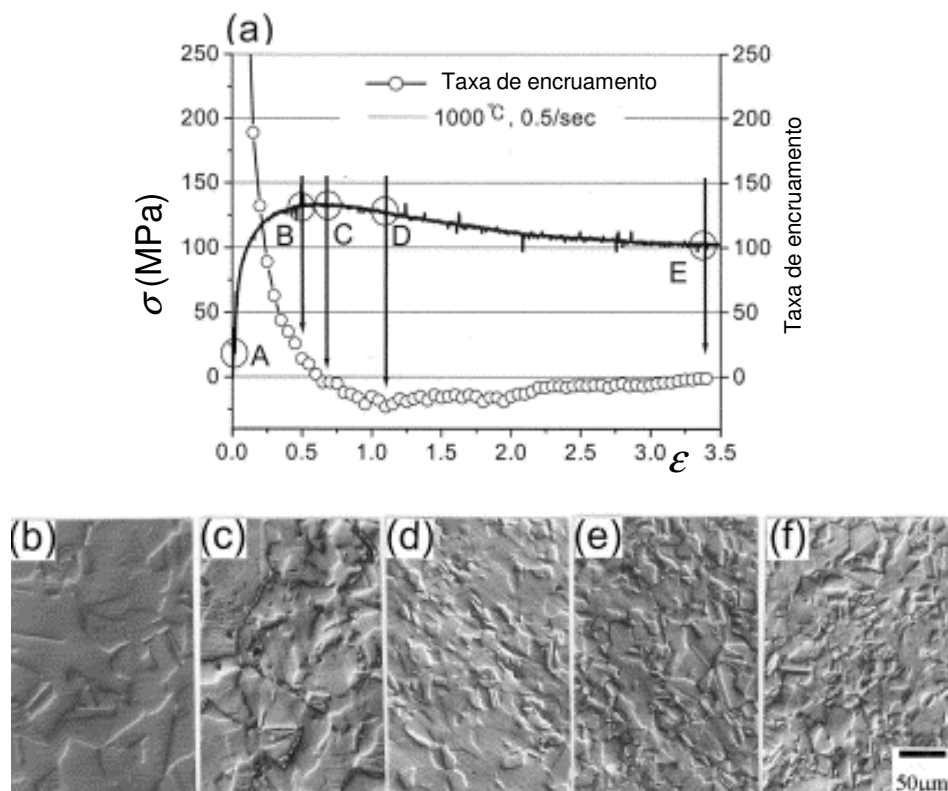 (a)
250
200
150
100
50
0
σ (MPa)
Taxa de encruamento
1000 °C, 0.5/sec
250
200
150
100
50
0
Taxa de encruamento
A
B
C
D
E
0.0 0.5 1.0 1.5 2.0 2.5 3.0 3.5
ε
(b) (c) (d) (e) (f)
50μm